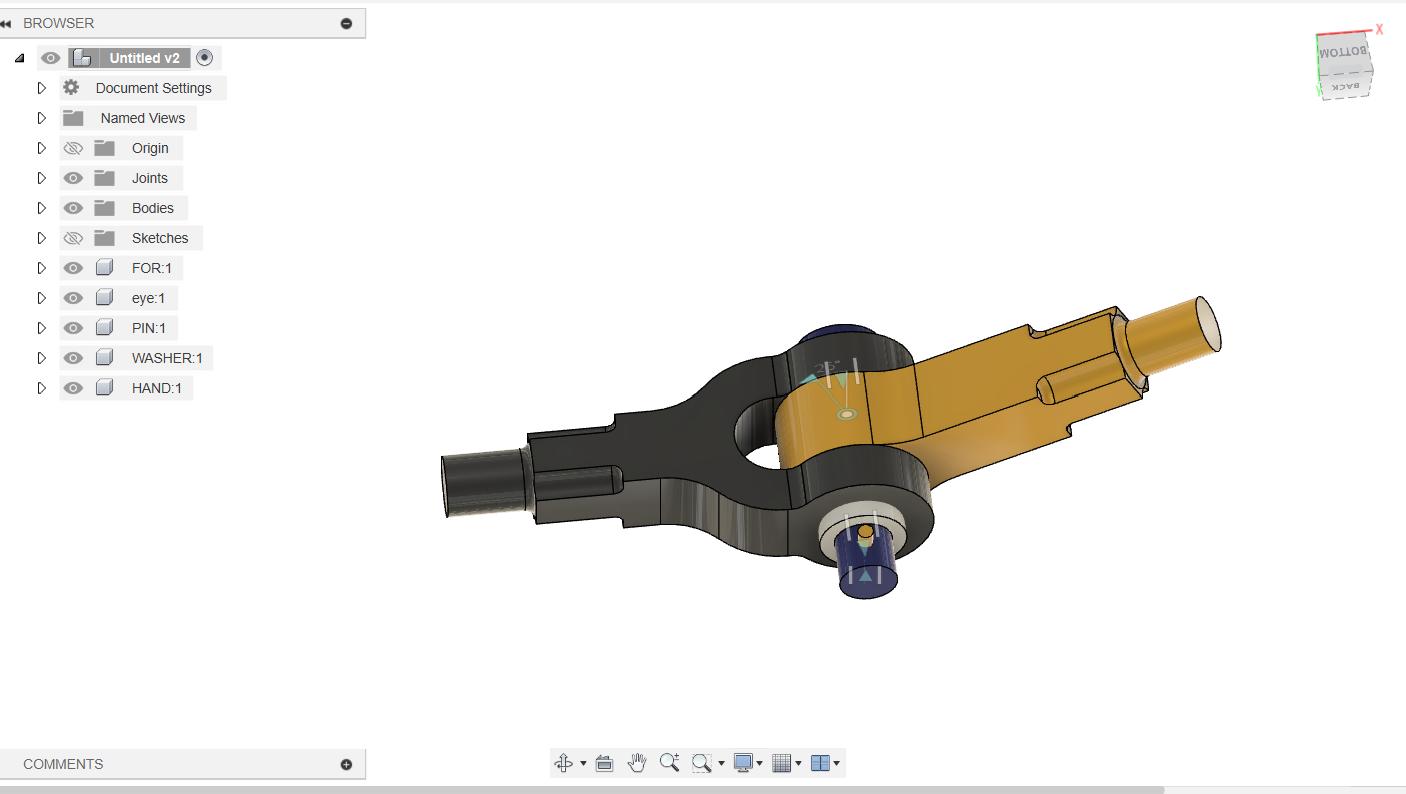 BROWSER
Untitled v2
Document Settings
Named Views
Origin
Joints
Bodies
Sketches
FOR:1
eye:1
PIN:1
WASHER:1
HAND:1
COMMENTS
X
BOTTOM
BACK
Y